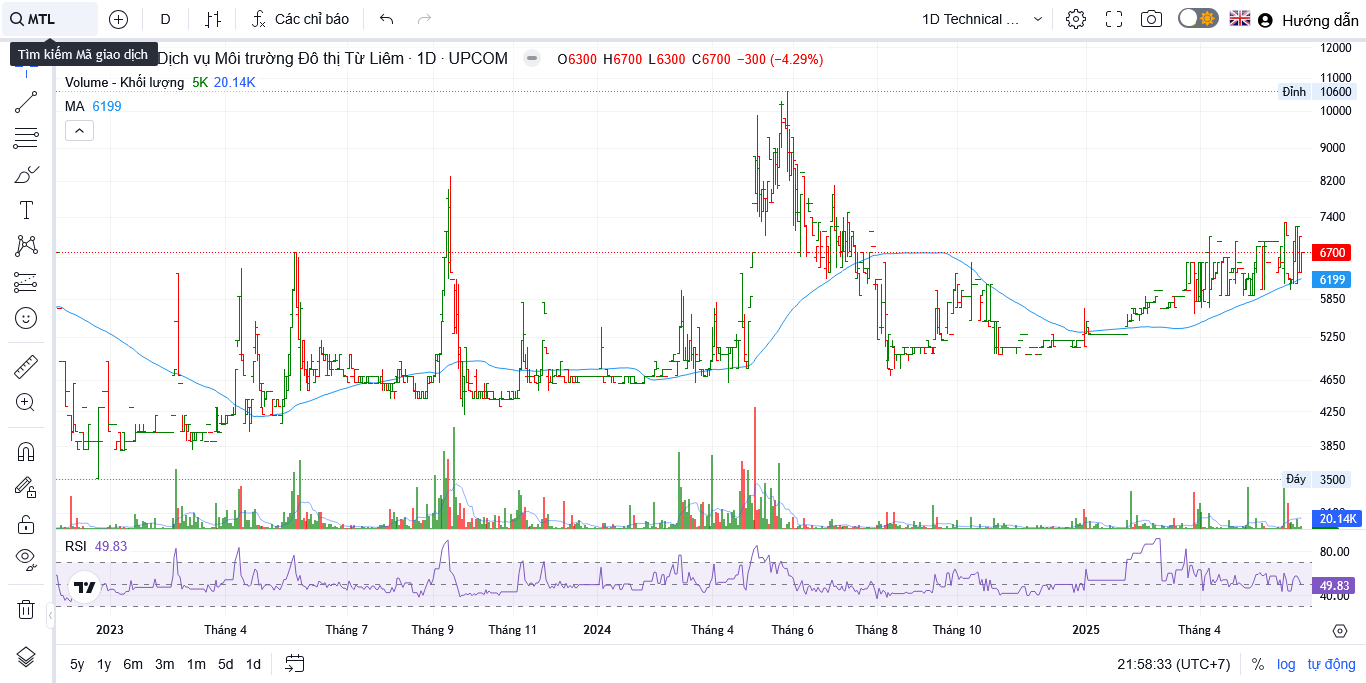 MTL
D
Các chỉ báo
1D Technical ...
Hướng dẫn
Tìm kiếm Mã giao dịch
Dịch vụ Môi trường Đô thị Từ Liêm · 1D · UPCOM
O6300 H6700 L6300 C6700 −300 (−4.29%)
Volume - Khối lượng 5K 20.14K
MA 6199
12000
11000
Đỉnh 10600
10000
9000
8200
7400
6700
6199
5850
5250
4650
4250
3850
Đáy 3500
20.14K
RSI 49.83
80.00
49.83
40.00
2023
Tháng 4
Tháng 7
Tháng 9
Tháng 11
2024
Tháng 4
Tháng 6
Tháng 8
Tháng 10
2025
Tháng 4
5y 1y 6m 3m 1m 5d 1d
21:58:33 (UTC+7)
% log tự động